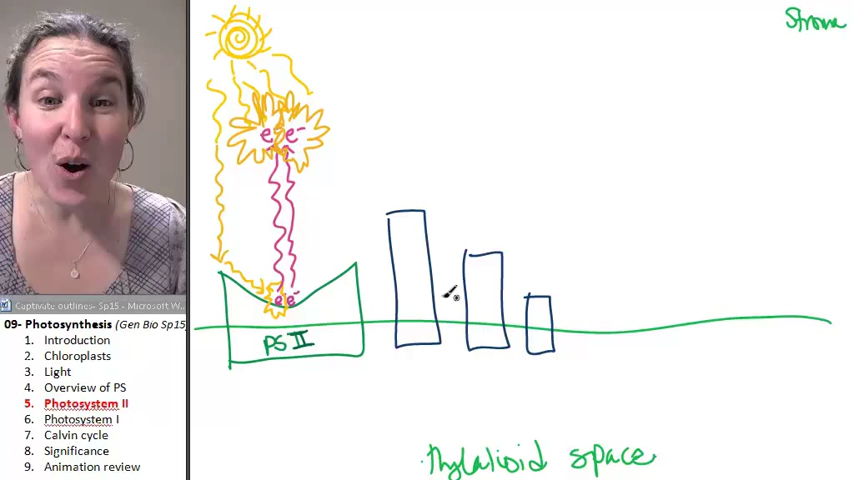 Stroma
e- e-
e- e-
PS II
thylakoid space
Captivate outlines- Sp15 - Microsoft W.
09- Photosynthesis (Gen Bio Sp15)
1. Introduction
2. Chloroplasts
3. Light
4. Overview of PS
5. Photosystem II
6. Photosystem I
7. Calvin cycle
8. Significance
9. Animation review